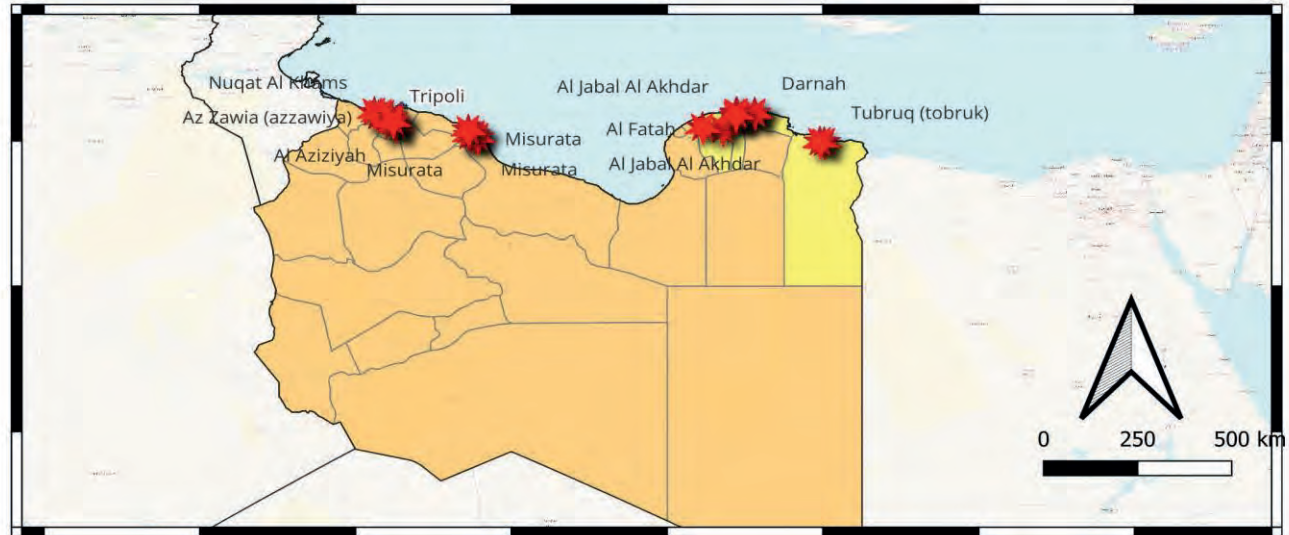 Nuqat Al Khams
Tripoli
Az Zawia (azzawiya)
Al Aziziyah
Misurata
Misurata
Misurata
Al Jabal Al Akhdar
Darnah
Tubruq (tobruk)
Al Fatah
Al Jabal Al Akhdar
0 250 500 km